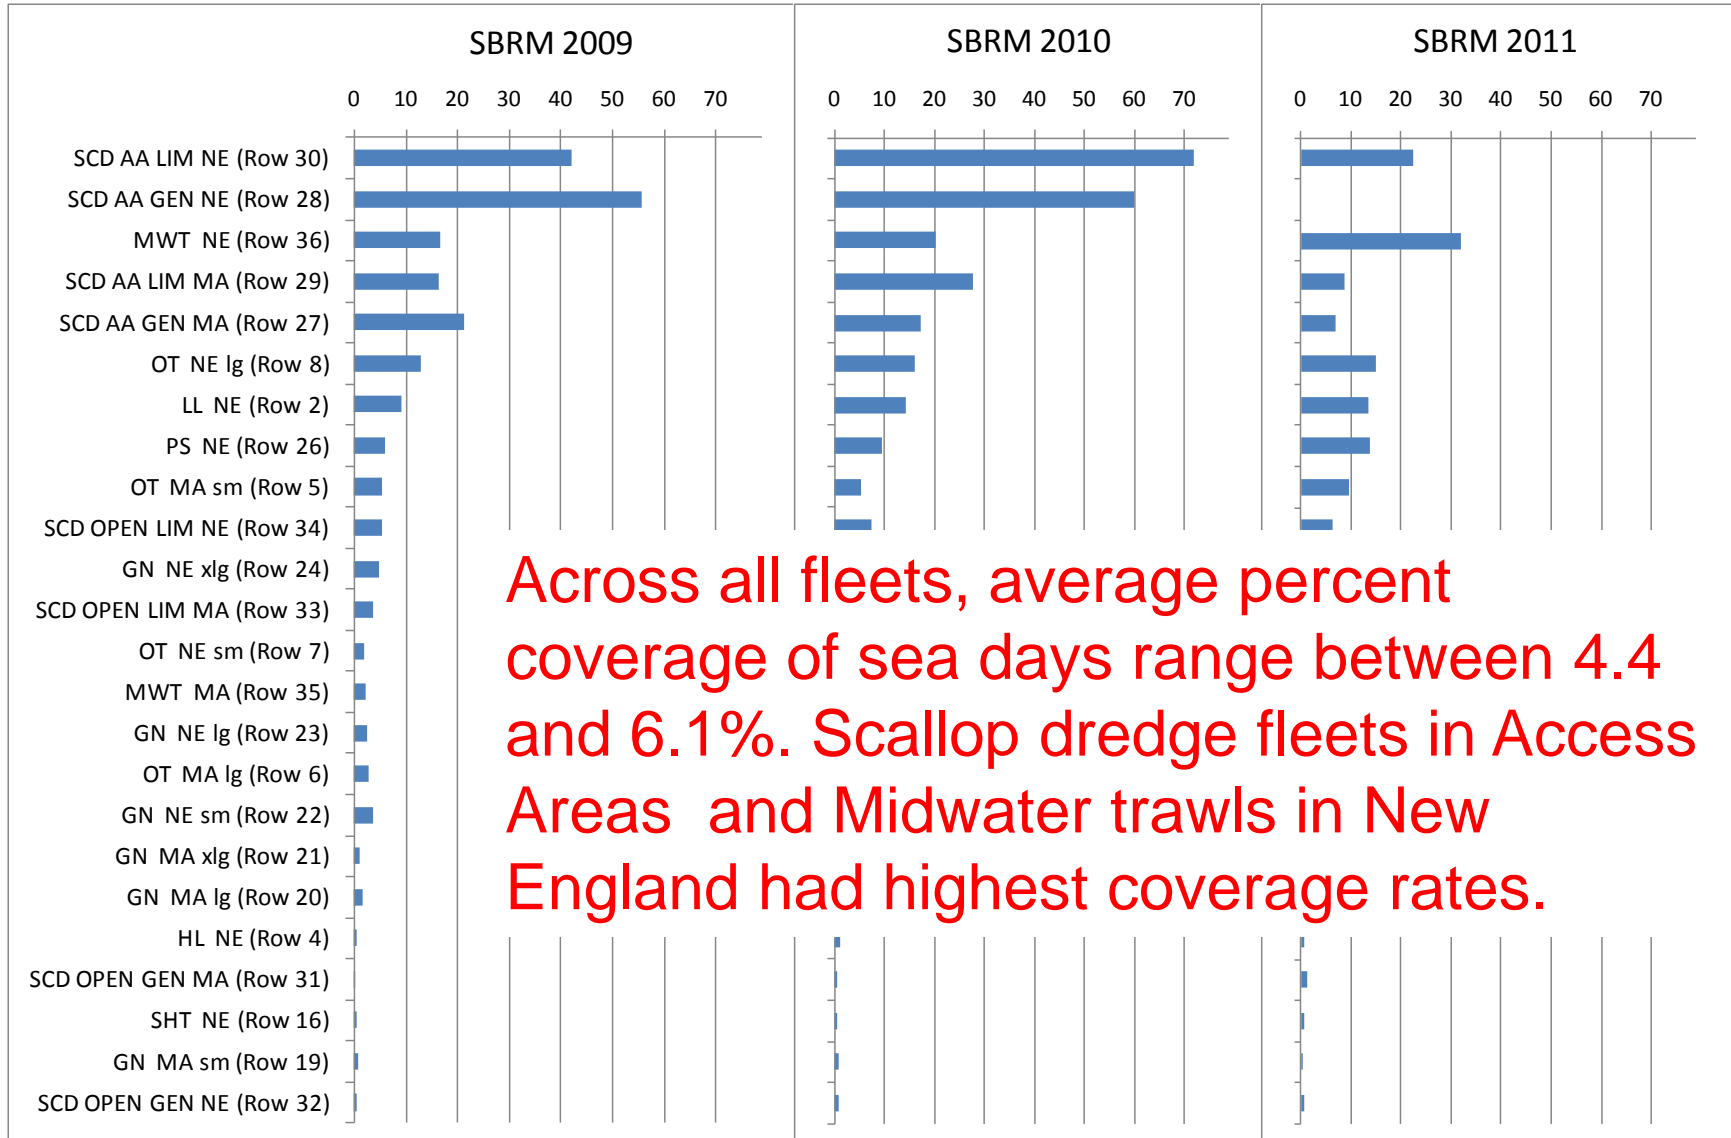 SBRM 2009
SBRM 2010
SBRM 2011
0 10 20 30 40 50 60 70
0 10 20 30 40 50 60 70
0 10 20 30 40 50 60 70
SCD AA LIM NE (Row 30)
SCD AA GEN NE (Row 28)
MWT NE (Row 36)
SCD AA LIM MA (Row 29)
SCD AA GEN MA (Row 27)
OT NE lg (Row 8)
LL NE (Row 2)
PS NE (Row 26)
OT MA sm (Row 5)
SCD OPEN LIM NE (Row 34)
GN NE xlg (Row 24)
SCD OPEN LIM MA (Row 33)
OT NE sm (Row 7)
MWT MA (Row 35)
GN NE lg (Row 23)
OT MA lg (Row 6)
GN NE sm (Row 22)
GN MA xlg (Row 21)
GN MA lg (Row 20)
HL NE (Row 4)
SCD OPEN GEN MA (Row 31)
SHT NE (Row 16)
GN MA sm (Row 19)
SCD OPEN GEN NE (Row 32)
Across all fleets, average percent
coverage of sea days range between 4.4
and 6.1%. Scallop dredge fleets in Access
Areas and Midwater trawls in New
England had highest coverage rates.